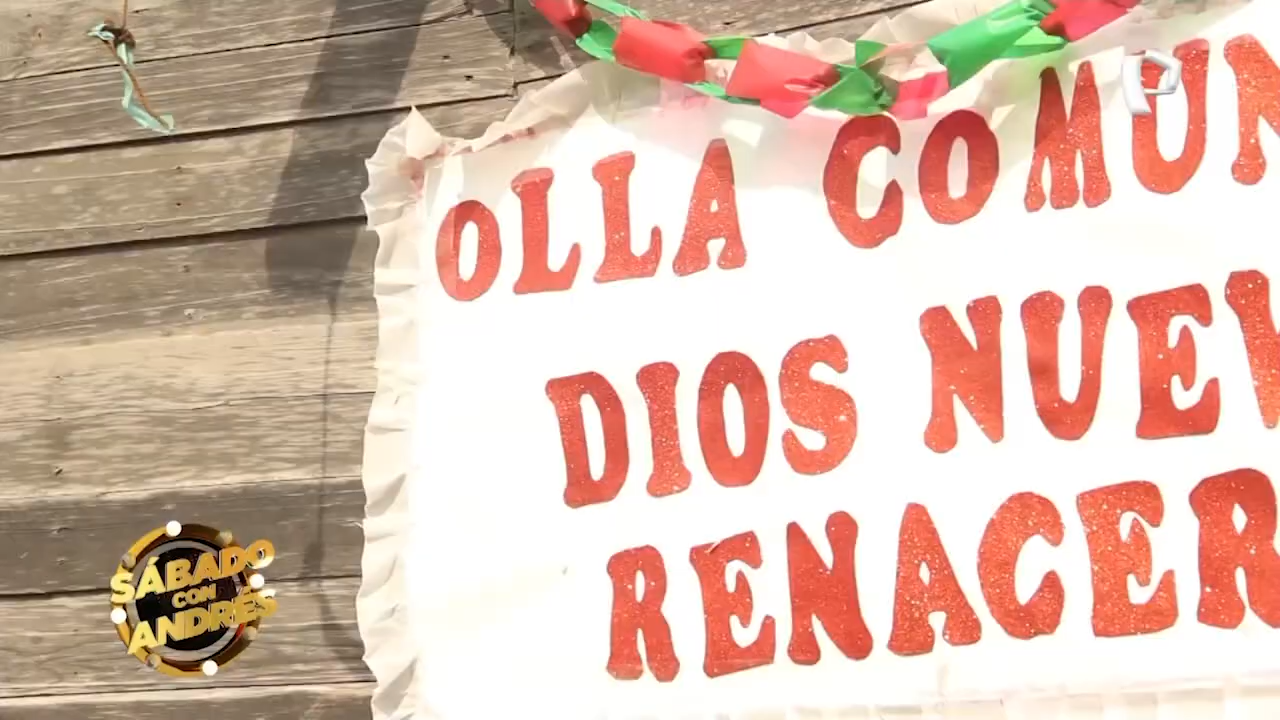 OLLA COMUN
DIOS NUEV
RENACER
SÁBADO
CON
ANDRÉS